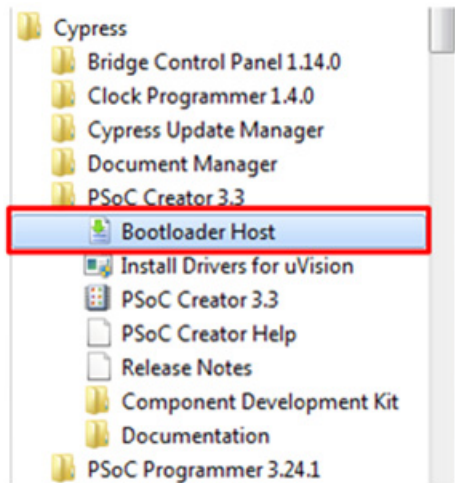 Cypress
Bridge Control Panel 1.14.0
Clock Programmer 1.4.0
Cypress Update Manager
Document Manager
PSoC Creator 3.3
Bootloader Host
Install Drivers for uVision
PSoC Creator 3.3
PSoC Creator Help
Release Notes
Component Development Kit
Documentation
PSoC Programmer 3.24.1